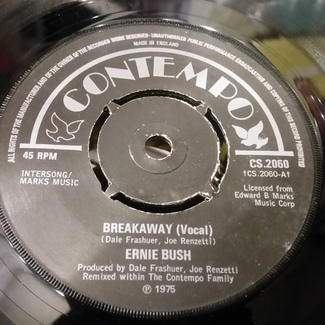 ALL RIGHTS OF THE MANUFACTURER AND OF THE OWNER OF THE RECORDED WORK RESERVED-UNAUTHORISED PUBLIC PERFORMANCE BROADCASTING AND COPYING OF THIS RECORD PROHIBITED
MADE IN ENGLAND
CONTEMPO
45 RPM
CS.2060
↑CS.2060-A1
INTERSONG/
MARKS MUSIC
Licensed from
Edward B Marks
Music Corp
BREAKAWAY (Vocal)
(Dale Frashuer, Joe Renzetti)
ERNIE BUSH
Produced by Dale Frashuer, Joe Renzetti
Remixed within The Contempo Family
Ⓟ 1975